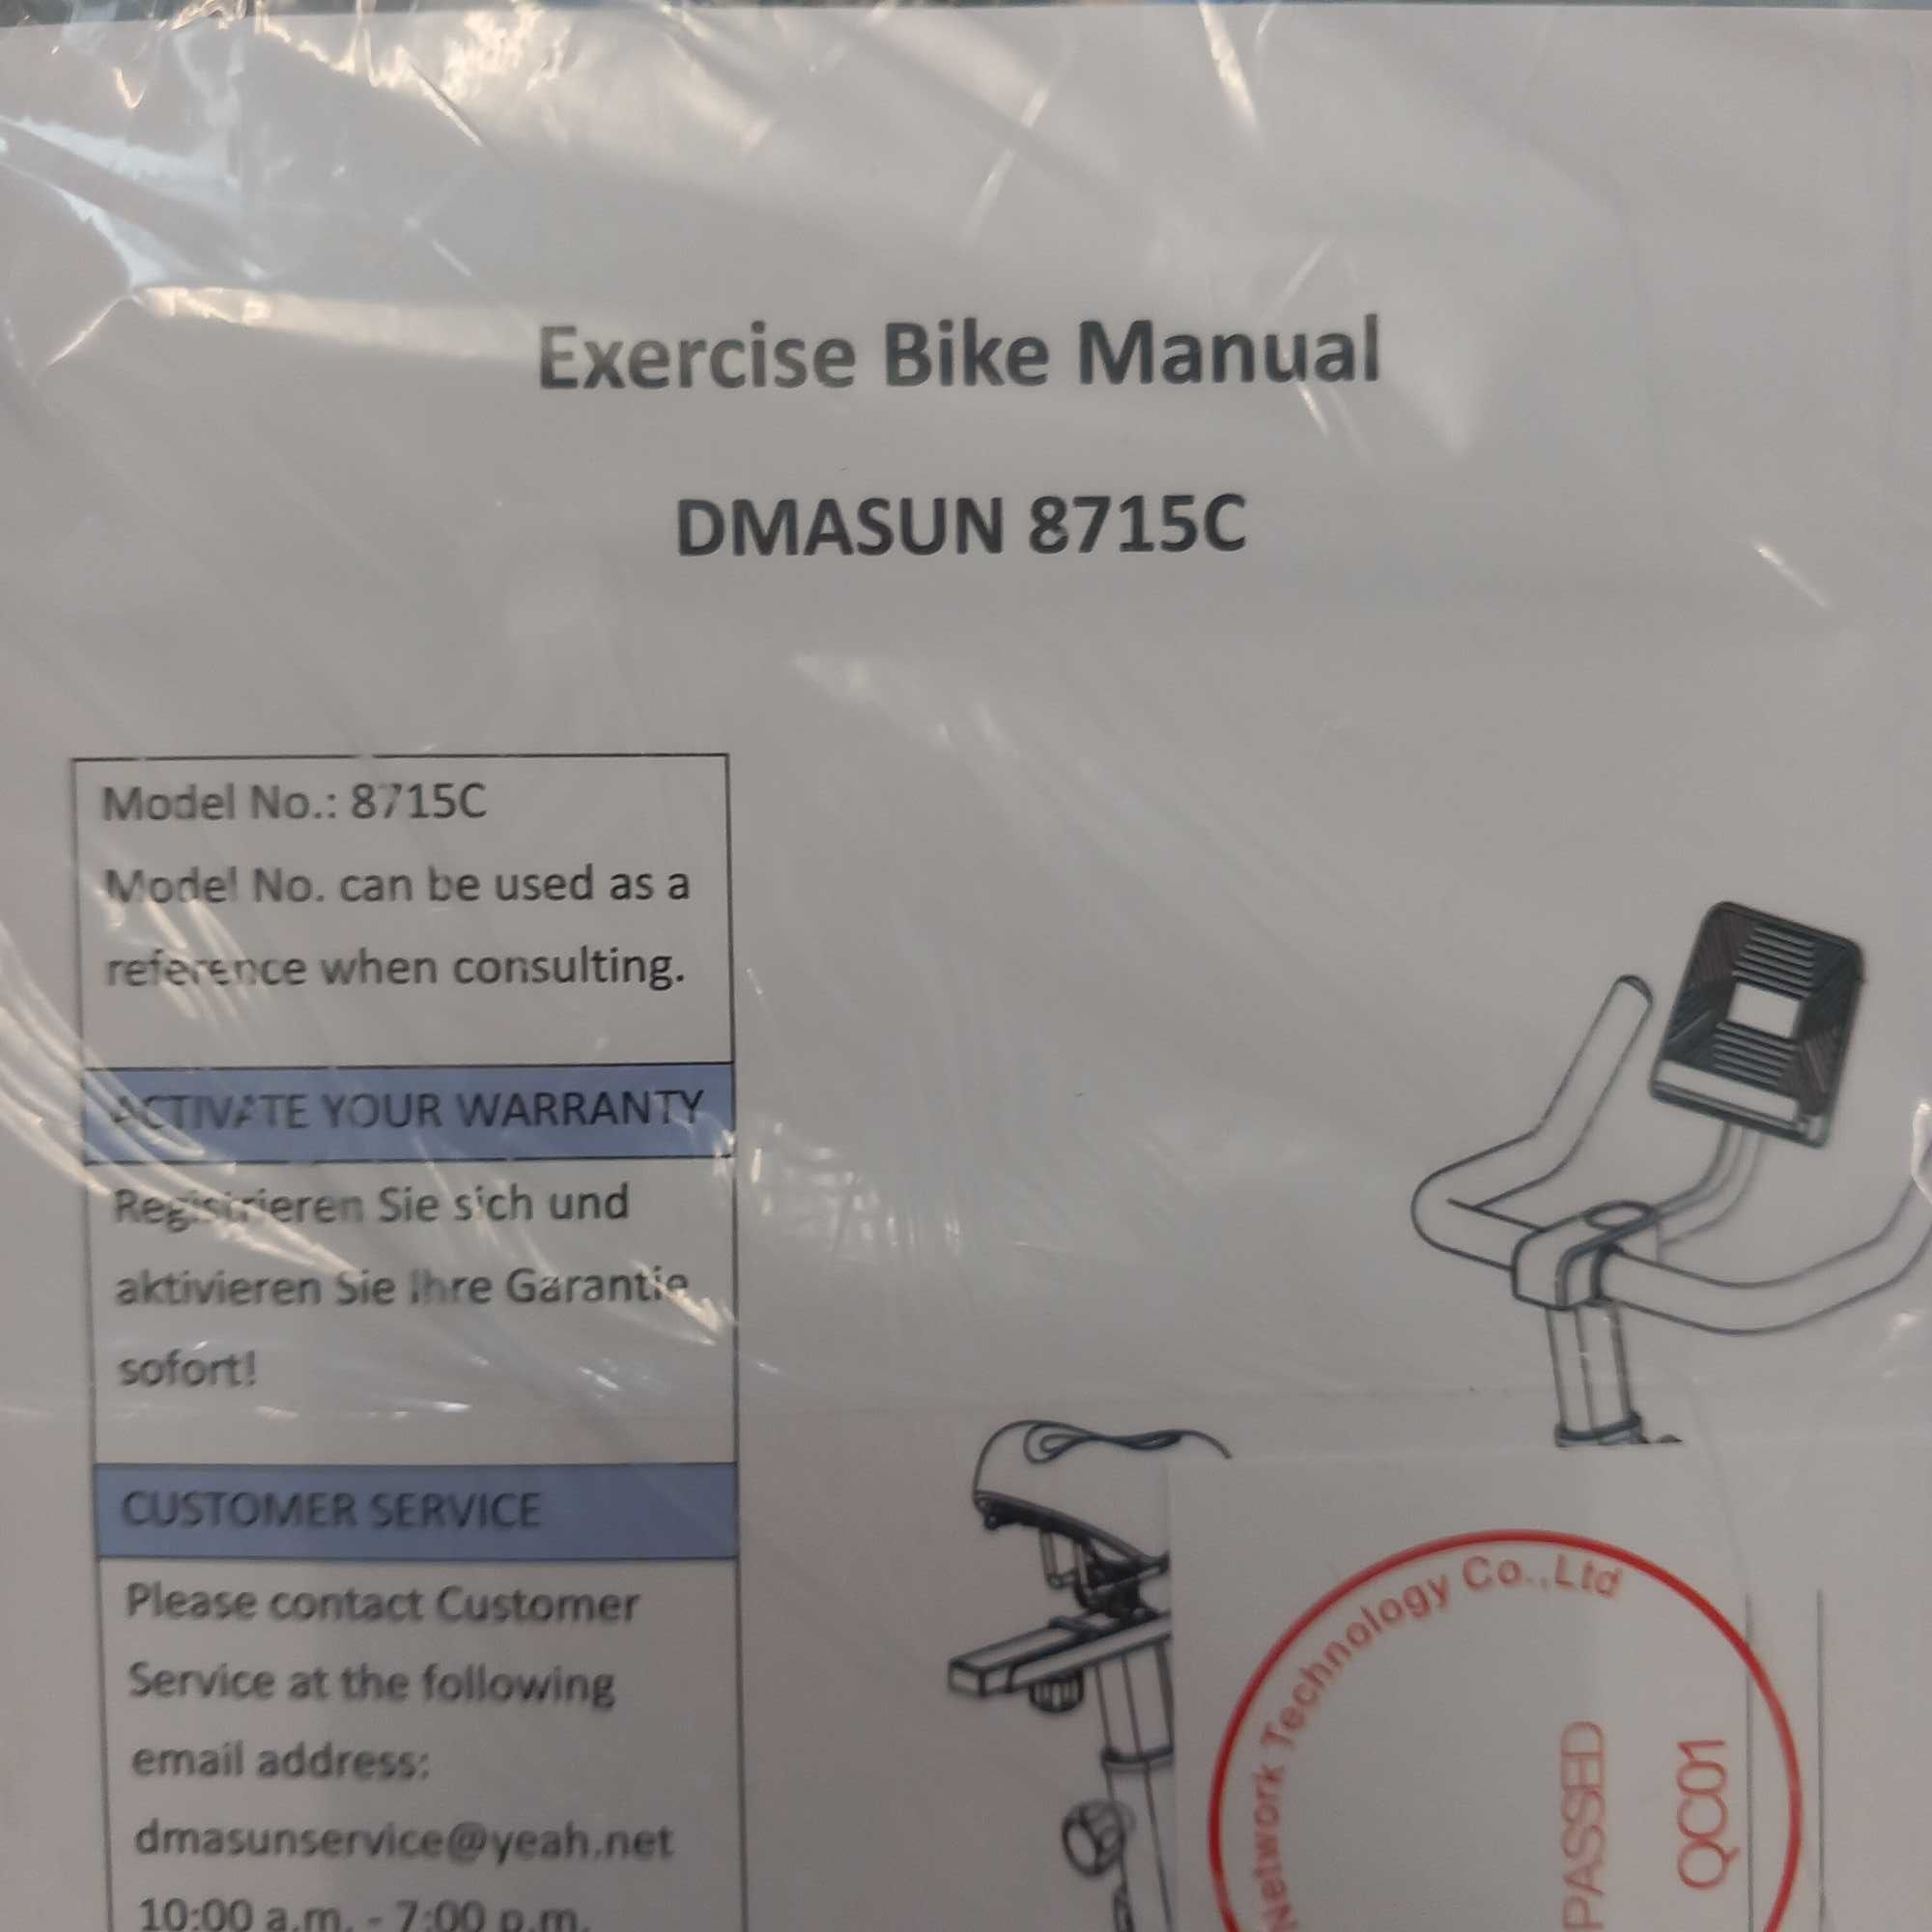 Exercise Bike Manual
DMASUN 8715C
Model No.: 8715C
Model No. can be used as a
reference when consulting.
ACTIVATE YOUR WARRANTY
Registrieren Sie sich und
aktivieren Sie Ihre Garantie
sofort!
CUSTOMER SERVICE
Please contact Customer
Service at the following
email address:
dmasunservice@yeah.net
10:00 a.m. - 7:00 p.m.
Network Technology Co.,Ltd
PASSED
QC01